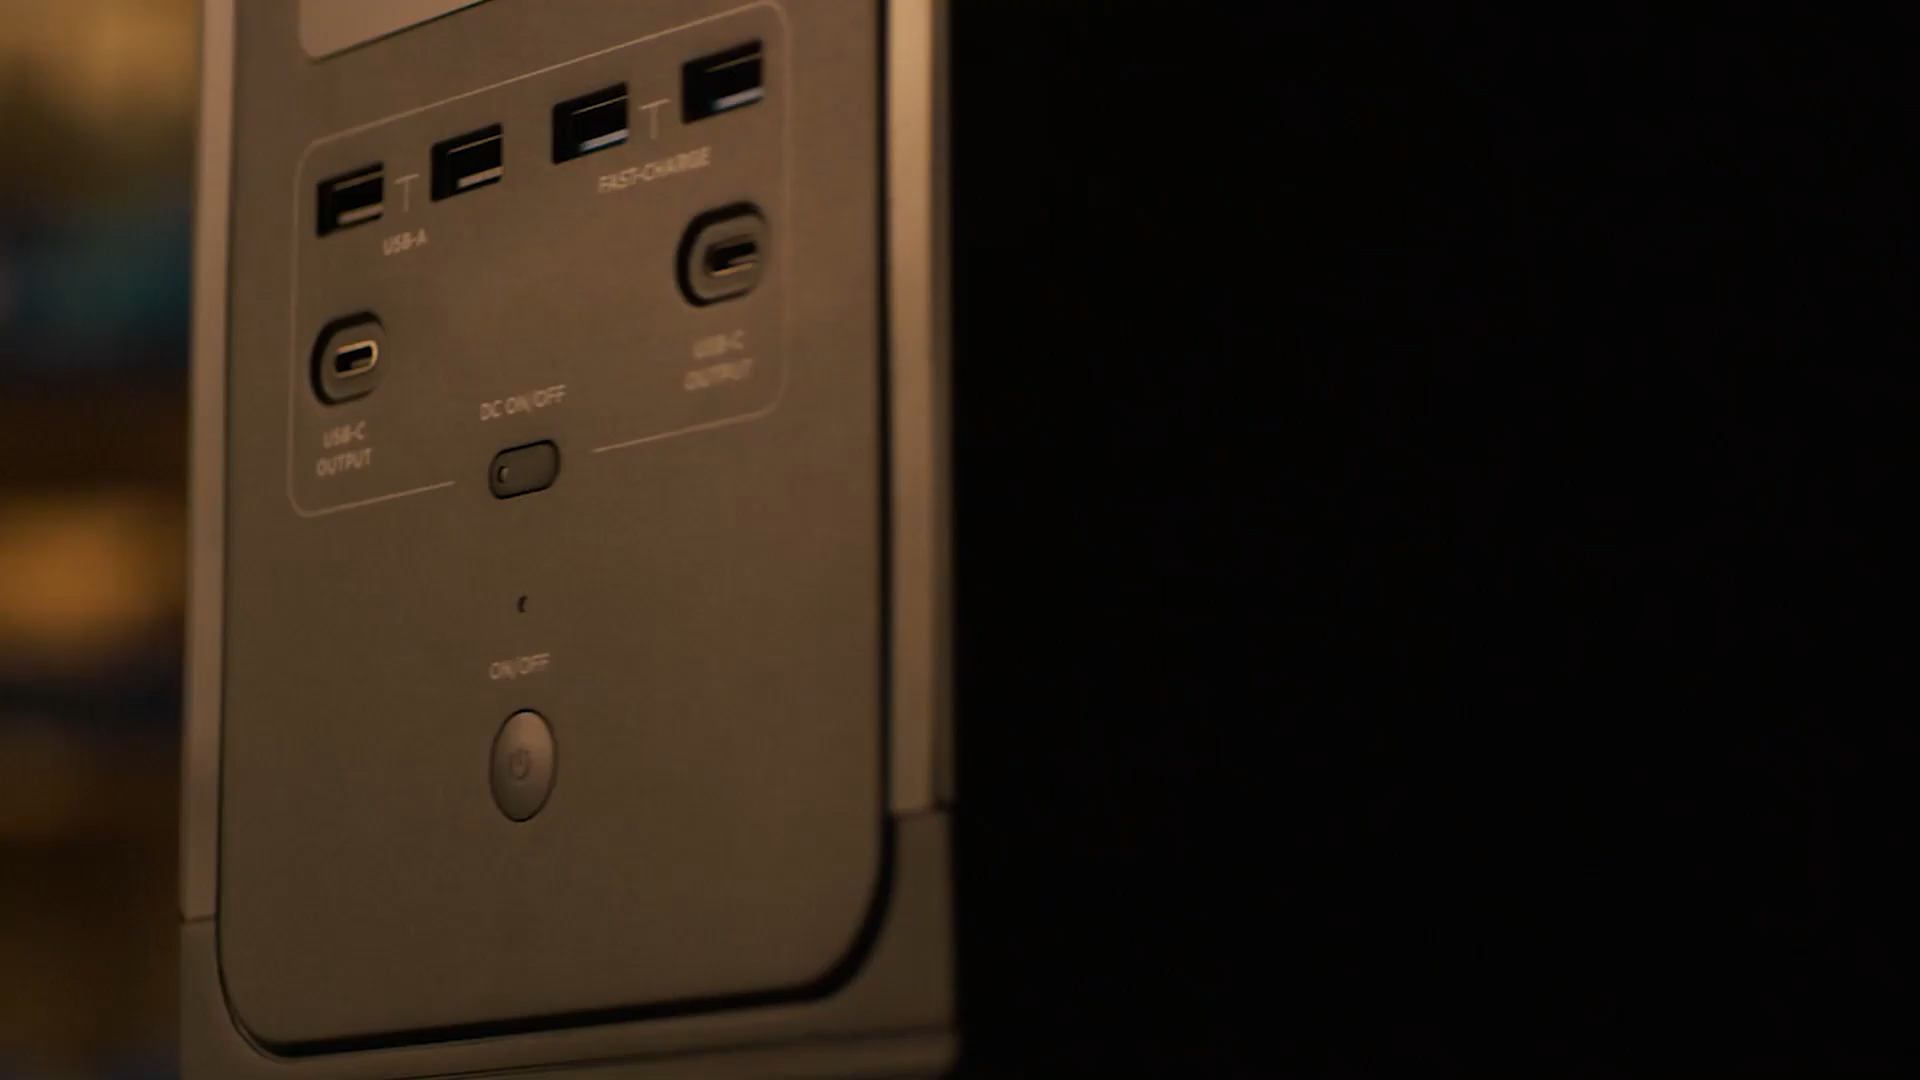 USB-A
FAST-CHARGE
USB-C
OUTPUT
USB-C
OUTPUT
DC ON/OFF
ON/OFF